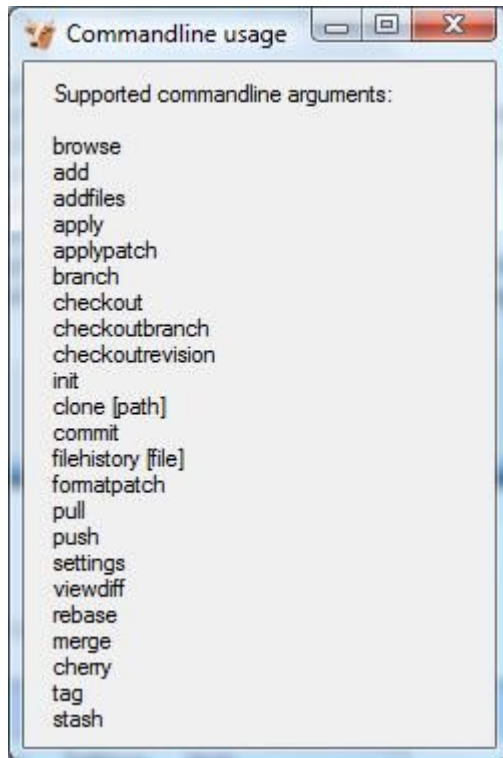 Commandline usage
Supported commandline arguments:
browse
add
addfiles
apply
applypatch
branch
checkout
checkoutbranch
checkoutrevision
init
clone [path]
commit
filehistory [file]
formatpatch
pull
push
settings
viewdiff
rebase
merge
cherry
tag
stash